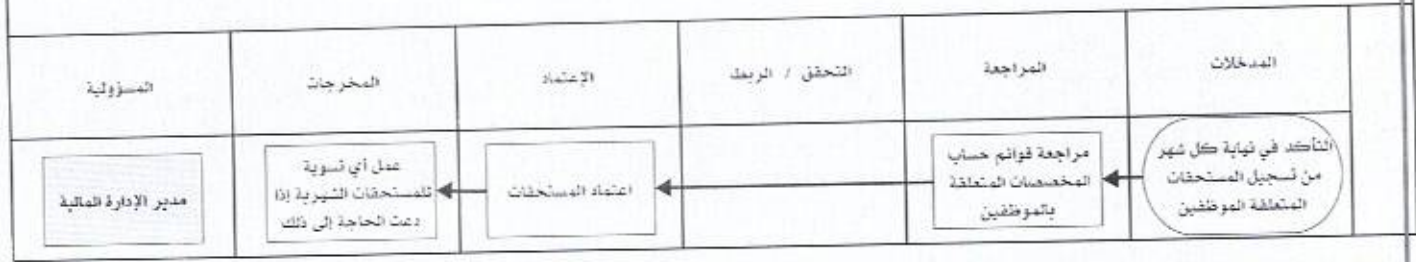 المدخلات
المراجعة
التحقق / الربط
الإعتماد
المخرجات
المسؤولية
التأكد في نهاية كل شهر
من تسجيل المستحقات
المتعلقة الموظفين
مراجعة قوائم حساب
المخصصات المتعلقة
بالموظفين
اعتماد المستحقات
عمل أي تسوية
للمستحقات الشهرية إذا
دعت الحاجة إلى ذلك
مدير الإدارة المالية